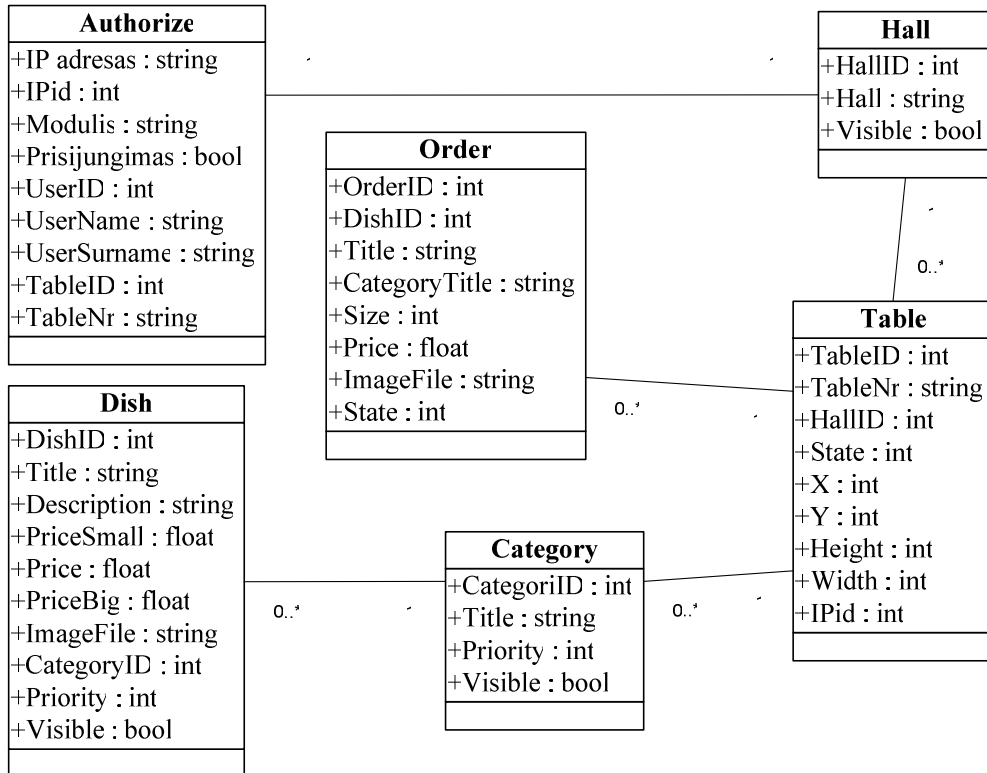 Authorize
+IP adresas : string
+IPid : int
+Modulis : string
+Prisijungimas : bool
+UserID : int
+UserName : string
+UserSurname : string
+TableID : int
+TableNr : string
Hall
+HallID : int
+Hall : string
+Visible : bool
Order
+OrderID : int
+DishID : int
+Title : string
+CategoryTitle : string
+Size : int
+Price : float
+ImageFile : string
+State : int
0..*
0..*
Table
+TableID : int
+TableNr : string
+HallID : int
+State : int
+X : int
+Y : int
+Height : int
+Width : int
+IPid : int
Dish
+DishID : int
+Title : string
+Description : string
+PriceSmall : float
+Price : float
+PriceBig : float
+ImageFile : string
+CategoryID : int
+Priority : int
+Visible : bool
0..*
Category
+CategoriID : int
+Title : string
+Priority : int
+Visible : bool
0..*